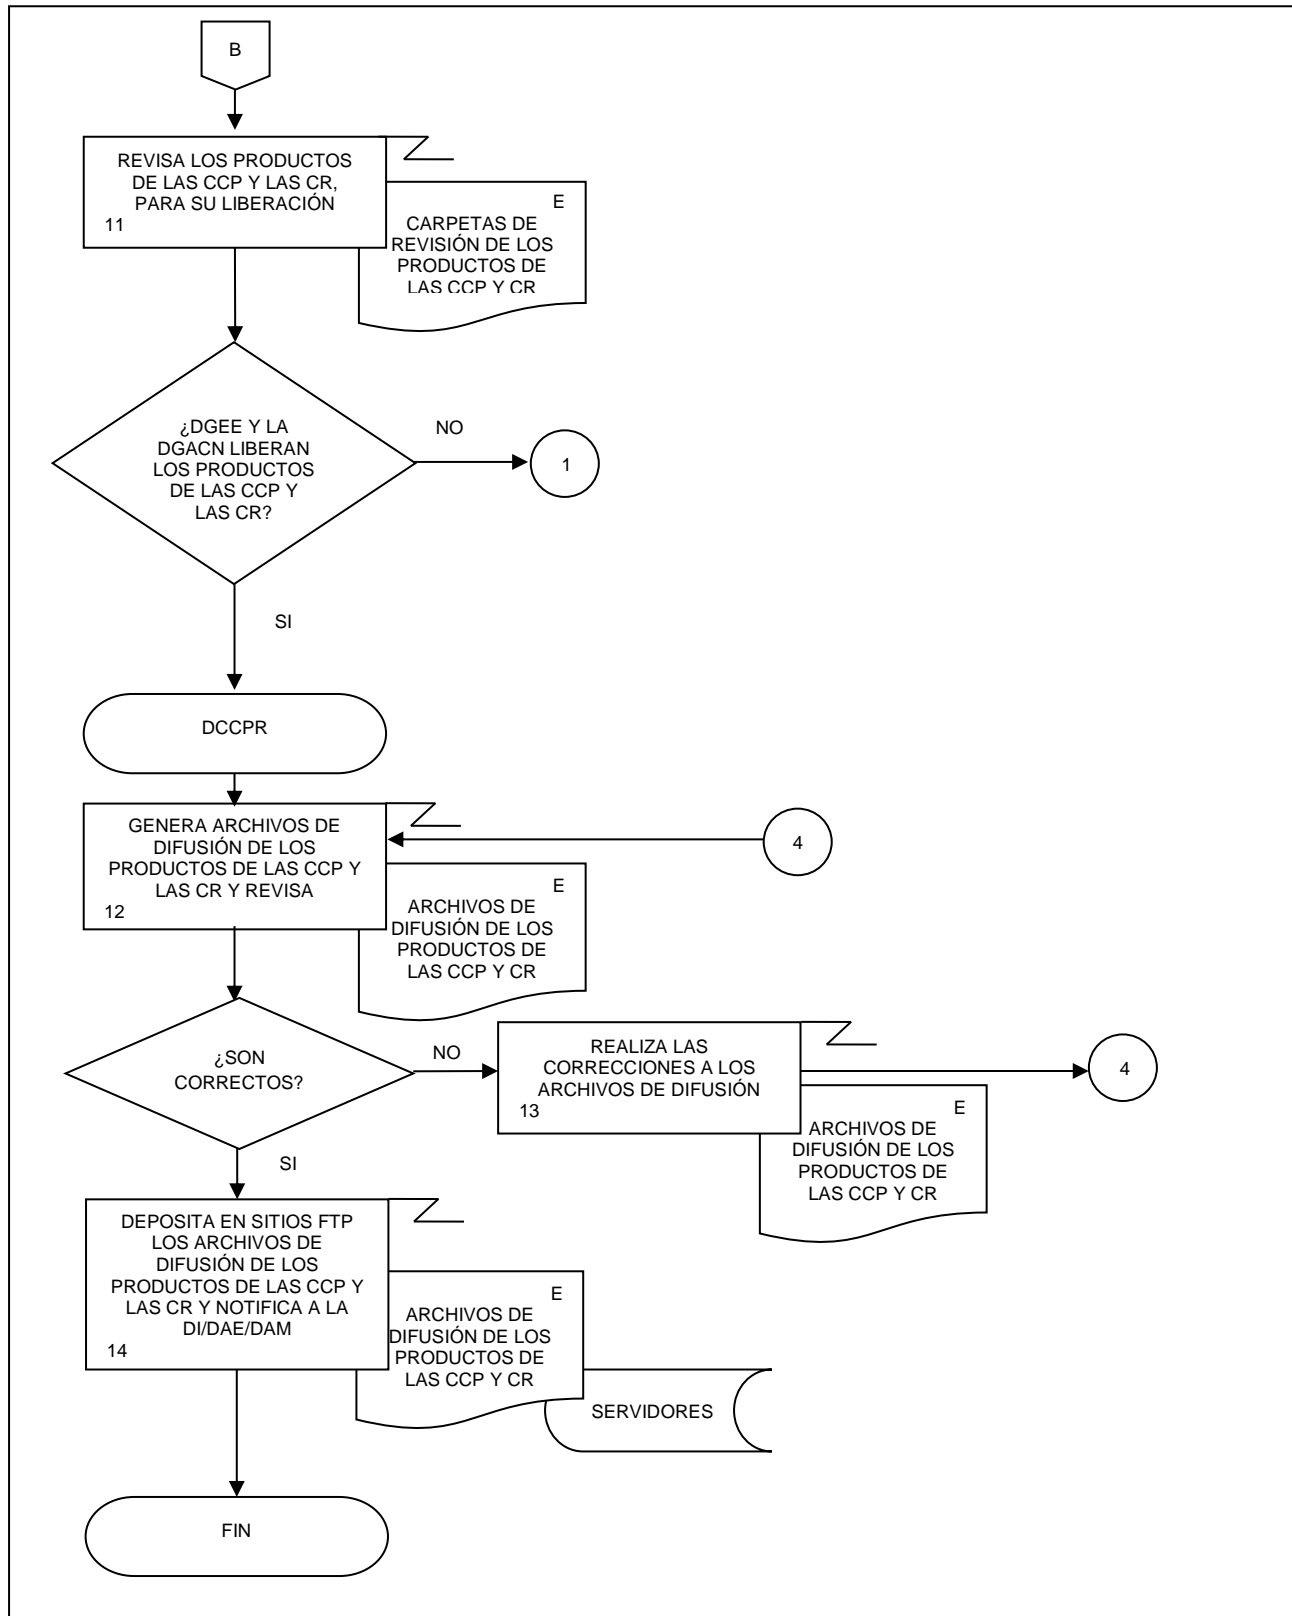 B
REVISA LOS PRODUCTOS
DE LAS CCP Y LAS CR,
PARA SU LIBERACIÓN
11
E
CARPETAS DE
REVISIÓN DE LOS
PRODUCTOS DE
LAS CCP Y CR
¿DGEE Y LA
DGACN LIBERAN
LOS PRODUCTOS
DE LAS CCP Y
LAS CR?
NO
1
SI
DCCPR
GENERA ARCHIVOS DE
DIFUSIÓN DE LOS
PRODUCTOS DE LAS CCP Y
LAS CR Y REVISA
12
4
E
ARCHIVOS DE
DIFUSIÓN DE LOS
PRODUCTOS DE
LAS CCP Y CR
¿SON
CORRECTOS?
NO
REALIZA LAS
CORRECCIONES A LOS
ARCHIVOS DE DIFUSIÓN
13
4
E
ARCHIVOS DE
DIFUSIÓN DE LOS
PRODUCTOS DE
LAS CCP Y CR
SI
DEPOSITA EN SITIOS FTP
LOS ARCHIVOS DE
DIFUSIÓN DE LOS
PRODUCTOS DE LAS CCP Y
LAS CR Y NOTIFICA A LA
DI/DAE/DAM
14
E
ARCHIVOS DE
DIFUSIÓN DE LOS
PRODUCTOS DE
LAS CCP Y CR
SERVIDORES
FIN